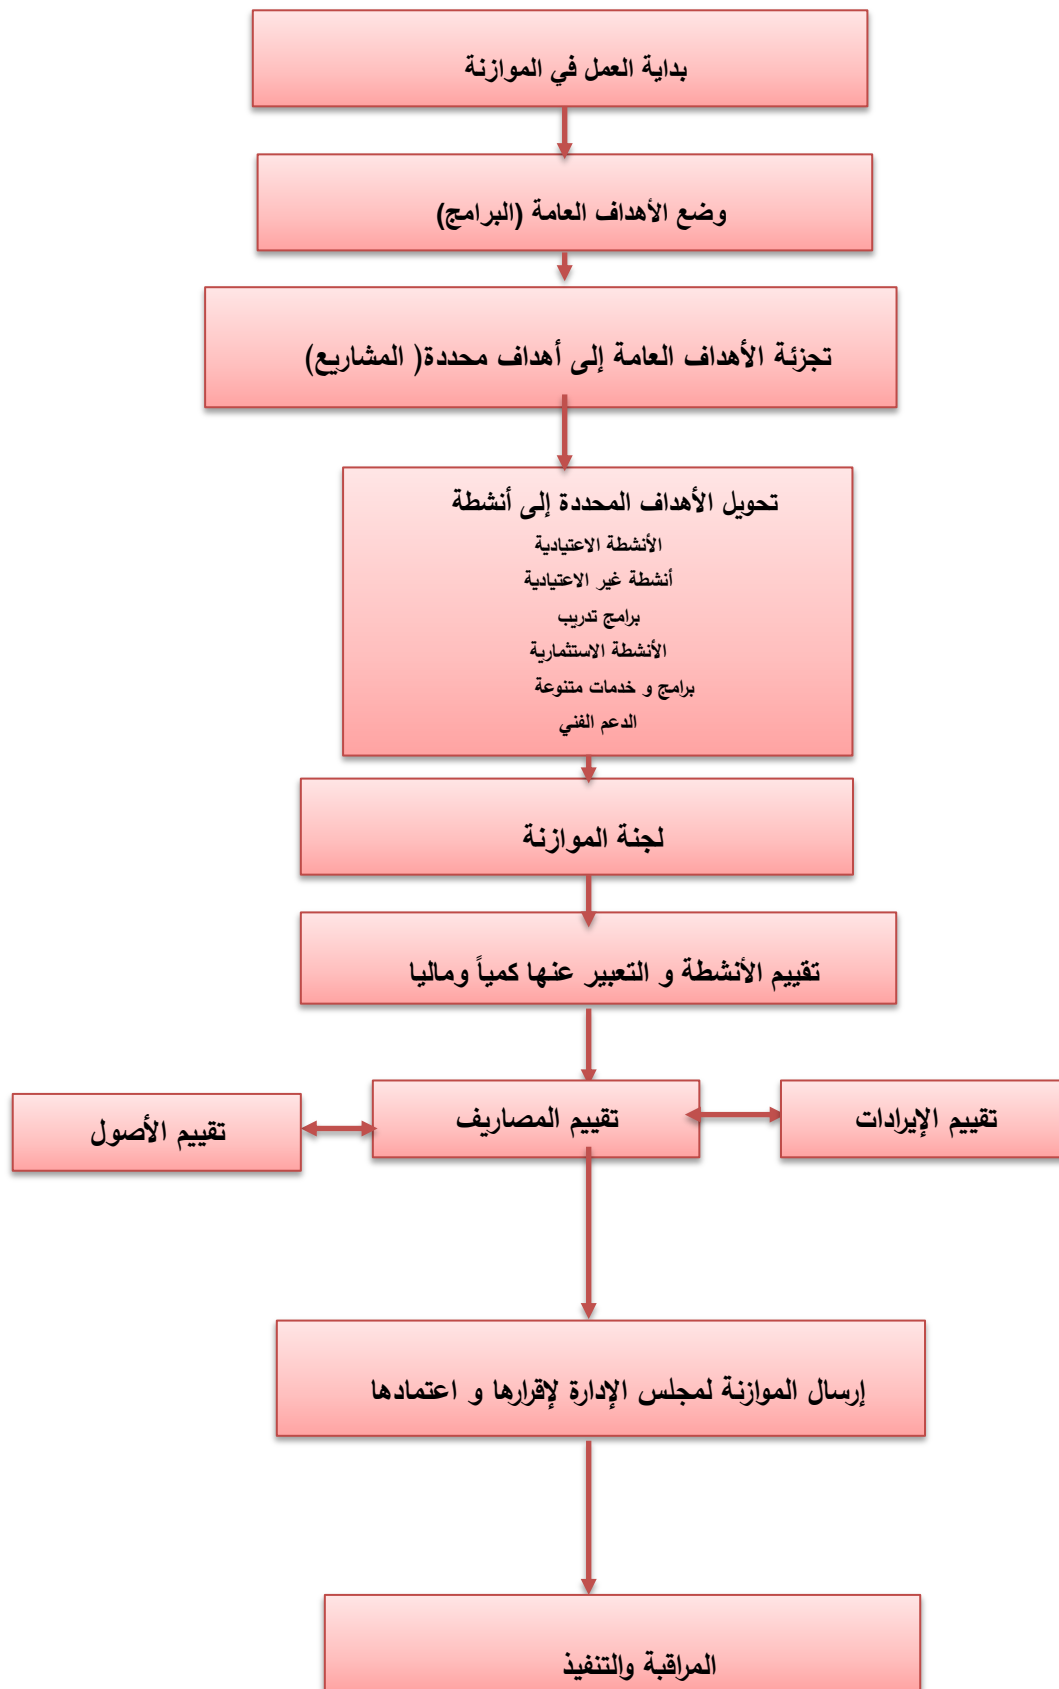 بداية العمل في الموازنة
وضع الأهداف العامة (البرامج)
تجزئة الأهداف العامة إلى أهداف محددة( المشاريع)
تحويل الأهداف المحددة إلى أنشطة
الأنشطة الاعتيادية
أنشطة غير الاعتيادية
برامج تدريب
الأنشطة الاستثمارية
برامج و خدمات متنوعة
الدعم الفني
لجنة الموازنة
تقييم الأنشطة و التعبير عنها كمياً وماليا
تقييم الإيرادات
تقييم المصاريف
تقييم الأصول
إرسال الموازنة لمجلس الإدارة لإقرارها و اعتمادها
المراقبة والتنفيذ